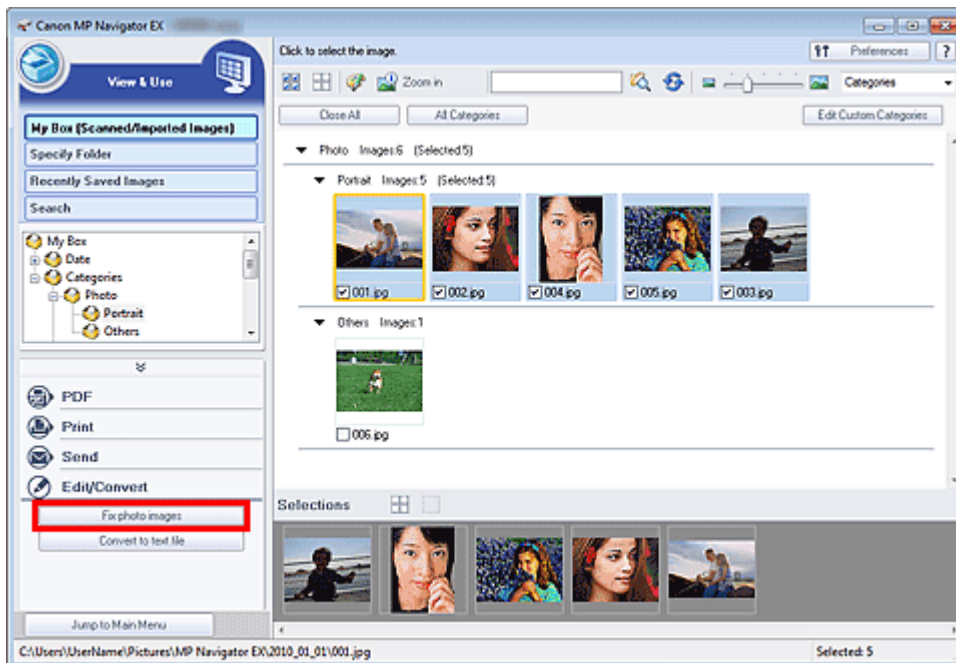 Canon MP Navigator EX
View & Use
My Box (Scanned/Imported Images)
Specify Folder
Recently Saved Images
Search
My Box
Date
Categories
Photo
Portrait
Others
PDF
Print
Send
Edit/Convert
Fix photo images
Convert to text file
Jump to Main Menu
Click to select the image.
Preferences
?
Zoom in
Categories
Close All
All Categories
Edit Custom Categories
Photo Images:6 (Selected:5)
Portrait Images:5 (Selected:5)
001.jpg
002.jpg
004.jpg
005.jpg
003.jpg
Others Images:1
006.jpg
Selections
C:\Users\UserName\Pictures\MP Navigator EX\2010_01_01\001.jpg
Selected: 5